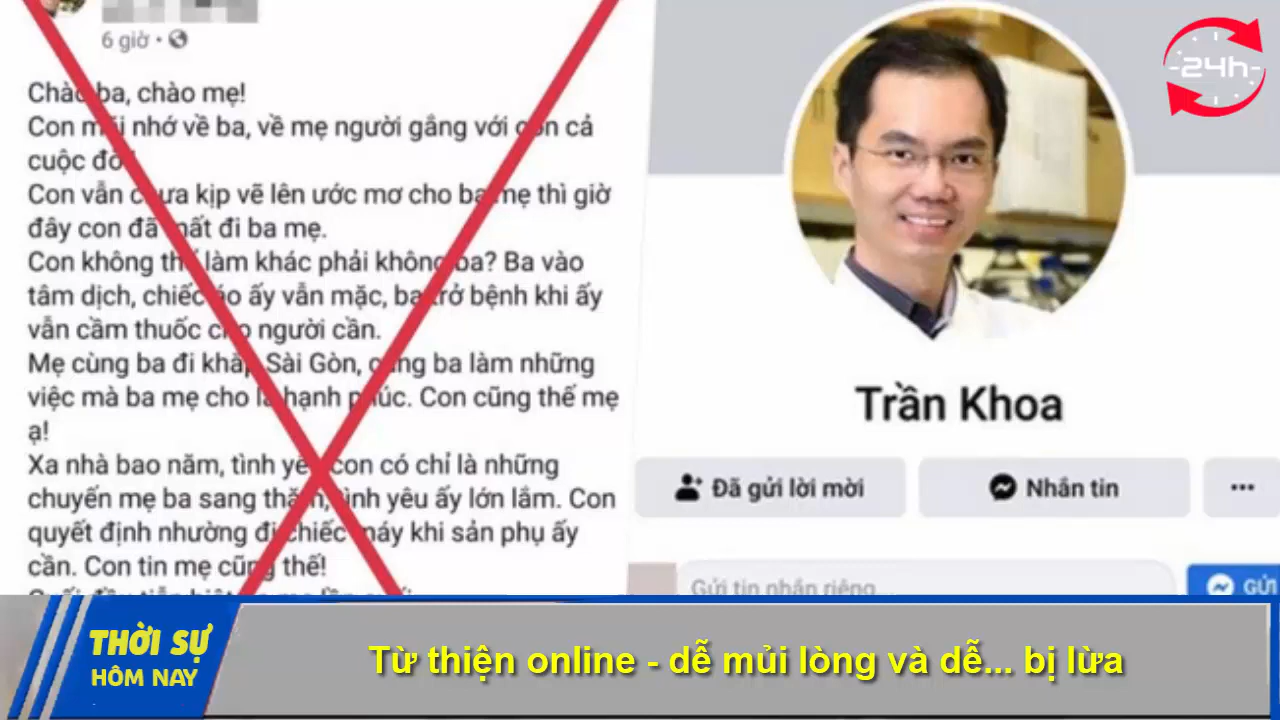 6 giờ
Chào ba, chào mẹ!
Con mãi nhớ về ba, về mẹ người gắng với con cả
cuộc đời
Con vẫn chưa kịp vẽ lên ước mơ cho ba mẹ thì giờ
đây con đã mất đi ba mẹ.
Con không thể làm khác phải không ba? Ba vào
tâm dịch, chiếc áo ấy vẫn mặc, ba trở bệnh khi ấy
vẫn cầm thuốc cho người cần.
Mẹ cùng ba đi khắp Sài Gòn, cùng ba làm những
việc mà ba mẹ cho là hạnh phúc. Con cũng thế mẹ
ạ!
Xa nhà bao năm, tình yêu con có chỉ là những
chuyến mẹ ba sang thăm, tình yêu ấy lớn lắm. Con
quyết định nhường đi chiếc máy khi sản phụ ấy
cần. Con tin mẹ cũng thế!
24h
Trần Khoa
Đã gửi lời mời
Nhắn tin
Gửi tin nhắn riêng...
GỬI
THỜI SỰ
HÔM NAY
Từ thiện online - dễ mủi lòng và dễ... bị lừa